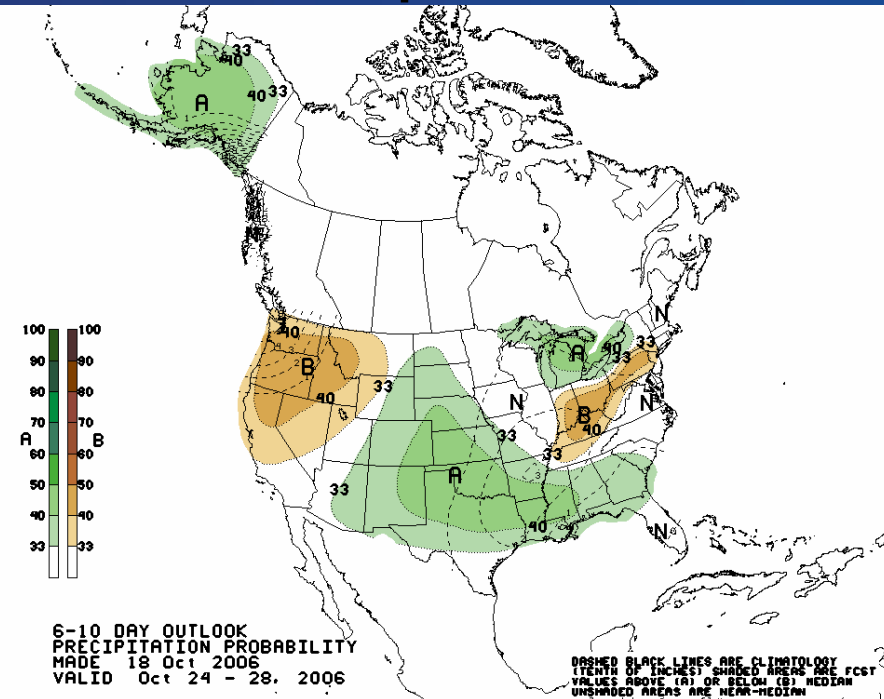 33
40
A
40 33
N
100 100
90 90
80 80
70 70
A 60 60 B
50 50
40 40
33 33
40
B
33
40
N
A
40
33
33
N
N
B
40
33
33
A
33
3
40
N
6-10 DAY OUTLOOK
PRECIPITATION PROBABILITY
MADE 18 Oct 2006
VALID Oct 24 - 28, 2006
DASHED BLACK LINES ARE CLIMATOLOGY
(TENTH OF INCHES) SHADED AREAS ARE FCST
VALUES ABOVE (A) OR BELOW (B) MEDIAN
UNSHADED AREAS ARE NEAR-MEDIAN